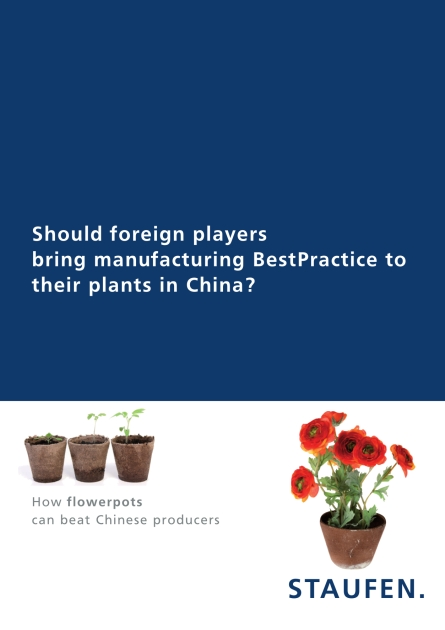 Should foreign players
bring manufacturing BestPractice to
their plants in China?
How flowerpots
can beat Chinese producers
STAUFEN.